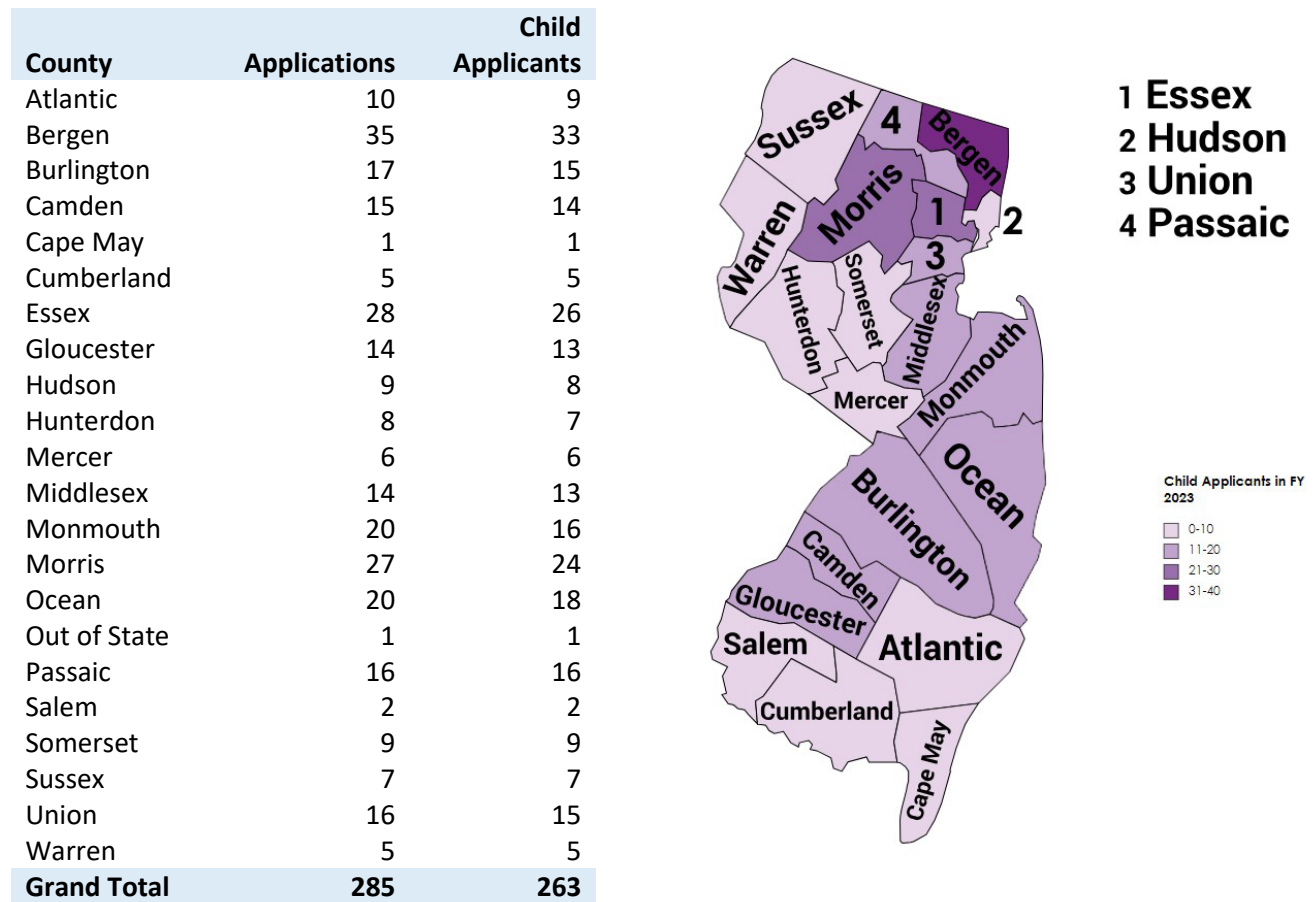 Child
County Applications Applicants
Atlantic 10 9
Bergen 35 33
Burlington 17 15
Camden 15 14
Cape May 1 1
Cumberland 5 5
Essex 28 26
Gloucester 14 13
Hudson 9 8
Hunterdon 8 7
Mercer 6 6
Middlesex 14 13
Monmouth 20 16
Morris 27 24
Ocean 20 18
Out of State 1 1
Passaic 16 16
Salem 2 2
Somerset 9 9
Sussex 7 7
Union 16 15
Warren 5 5
Grand Total 285 263
Sussex
4
Bergen
Morris
1
2
Warren
3
Hunterdon
Somerset
Middlesex
Monmouth
Mercer
Ocean
Burlington
Camden
Gloucester
Salem
Atlantic
Cumberland
Cape May
1 Essex
2 Hudson
3 Union
4 Passaic
Child Applicants in FY
2023
0-10
11-20
21-30
31-40